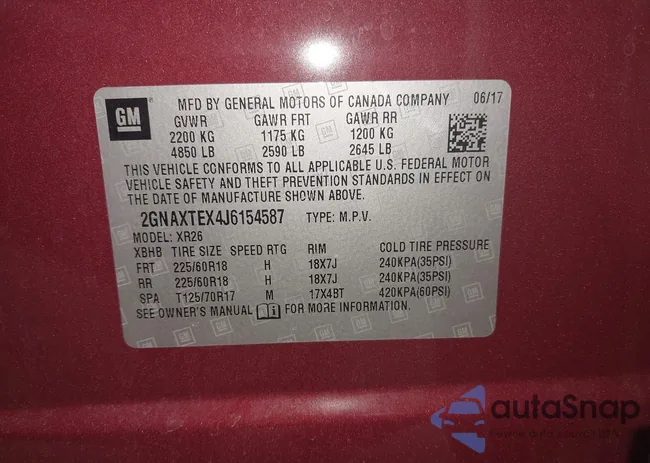 GM
MFD BY GENERAL MOTORS OF CANADA COMPANY 06/17
GVWR GAWR FRT GAWR RR
2200 KG 1175 KG 1200 KG
4850 LB 2590 LB 2645 LB
THIS VEHICLE CONFORMS TO ALL APPLICABLE U.S. FEDERAL MOTOR
VEHICLE SAFETY AND THEFT PREVENTION STANDARDS IN EFFECT ON
THE DATE OF MANUFACTURE SHOWN ABOVE.
2GNAXTEX4J6154587 TYPE: M.P.V.
MODEL: XR26
XBHB TIRE SIZE SPEED RTG RIM COLD TIRE PRESSURE
FRT 225/60R18 H 18X7J 240KPA(35PSI)
RR 225/60R18 H 18X7J 240KPA(35PSI)
SPA T125/70R17 M 17X4BT 420KPA(60PSI)
SEE OWNER'S MANUAL FOR MORE INFORMATION.
autoSnap